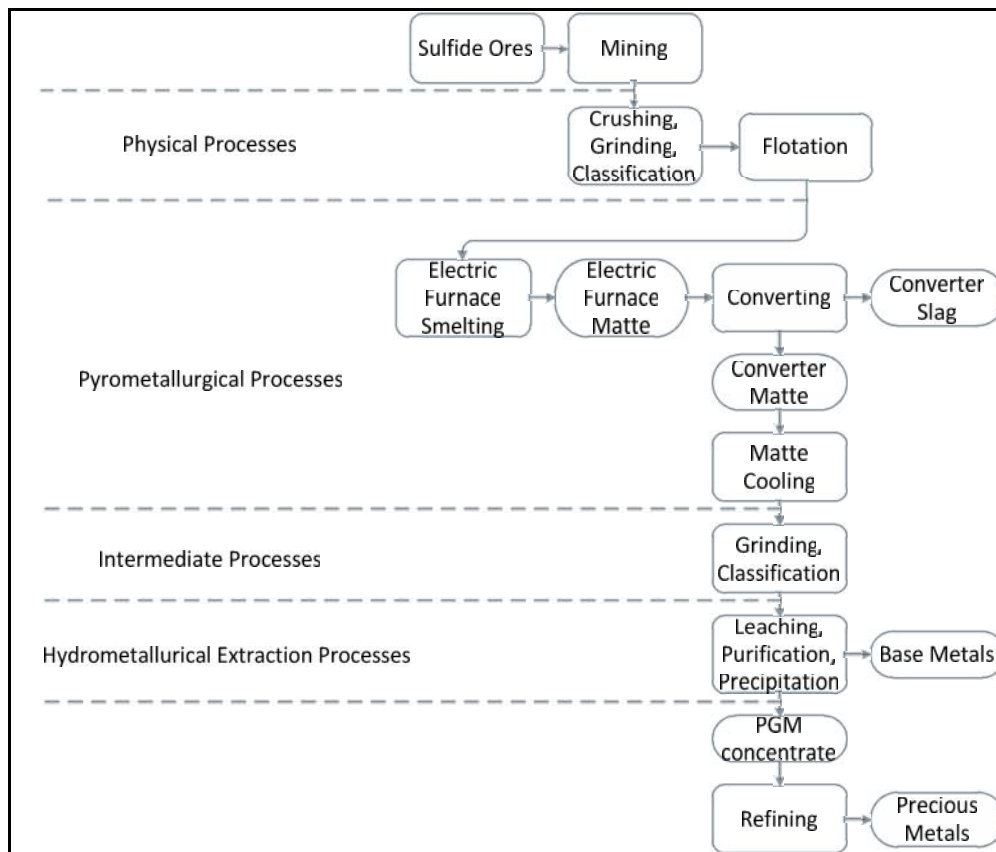 Sulfide Ores
Mining
Physical Processes
Crushing,
Grinding,
Classification
Flotation
Electric
Furnace
Smelting
Electric
Furnace
Matte
Converting
Converter
Slag
Pyrometallurgical Processes
Converter
Matte
Matte
Cooling
Intermediate Processes
Grinding,
Classification
Hydrometallurical Extraction Processes
Leaching,
Purification,
Precipitation
Base Metals
PGM
concentrate
Refining
Precious
Metals